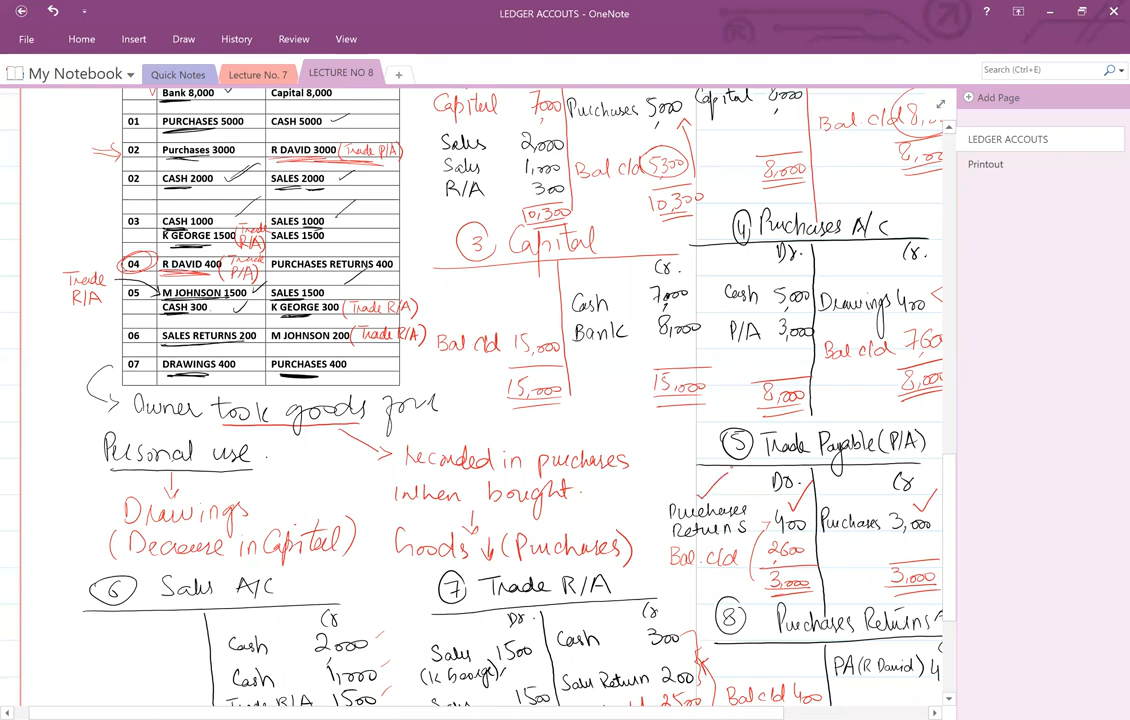 LEDGER ACCOUTS - OneNote
File Home Insert Draw History Review View
My Notebook Quick Notes Lecture No. 7 LECTURE NO 8 + Search (Ctrl+E)
Add Page
LEDGER ACCOUTS
Printout
Bank 8,000 Capital 8,000
01 PURCHASES 5000 CASH 5000
02 Purchases 3000 R DAVID 3000 (Trade P/A)
02 CASH 2000 SALES 2000
03 CASH 1000 SALES 1000
K GEORGE 1500 (Trade R/A) SALES 1500
04 R DAVID 400 (Trade P/A) PURCHASES RETURNS 400
Trade R/A
05 M JOHNSON 1500 SALES 1500
CASH 300 K GEORGE 300 (Trade R/A)
06 SALES RETURNS 200 M JOHNSON 200 (Trade R/A)
07 DRAWINGS 400 PURCHASES 400
Owner took goods for
Personal use.
Drawings
(Decrease in Capital)
recorded in purchases
when bought.
Goods ↓ (Purchases)
Capital 7,000 Purchases 5,000
Sales 2,000
Sales 1,000 Bal c/d 5,300
R/A 300
10,300 10,300
Capital 8,000 Bal. c/d 8,
8,000 8,
3 Capital
Cr.
Cash 7,000
Bank 8,000
Bal c/d 15,000
15,000 15,000
4 Purchases A/C
Dr. Cr.
Cash 5,000 Drawings 400
P/A 3,000 Bal c/d 7,60
8,000 8,000
5 Trade Payable (P/A)
Dr. Cr
Purchases Returns 400 Purchases 3,000
Bal. c/d 2600
3,000 3,000
6 Sales A/C
Cr
Cash 2,000
Cash 1,000
Trade R/A 1500
7 Trade R/A
Dr. Cr
Sales 1500 Cash 300
(K George)
Sales Return 200
1500 2500
8 Purchases Returns
PA (R David) 4
Bal c/d 400